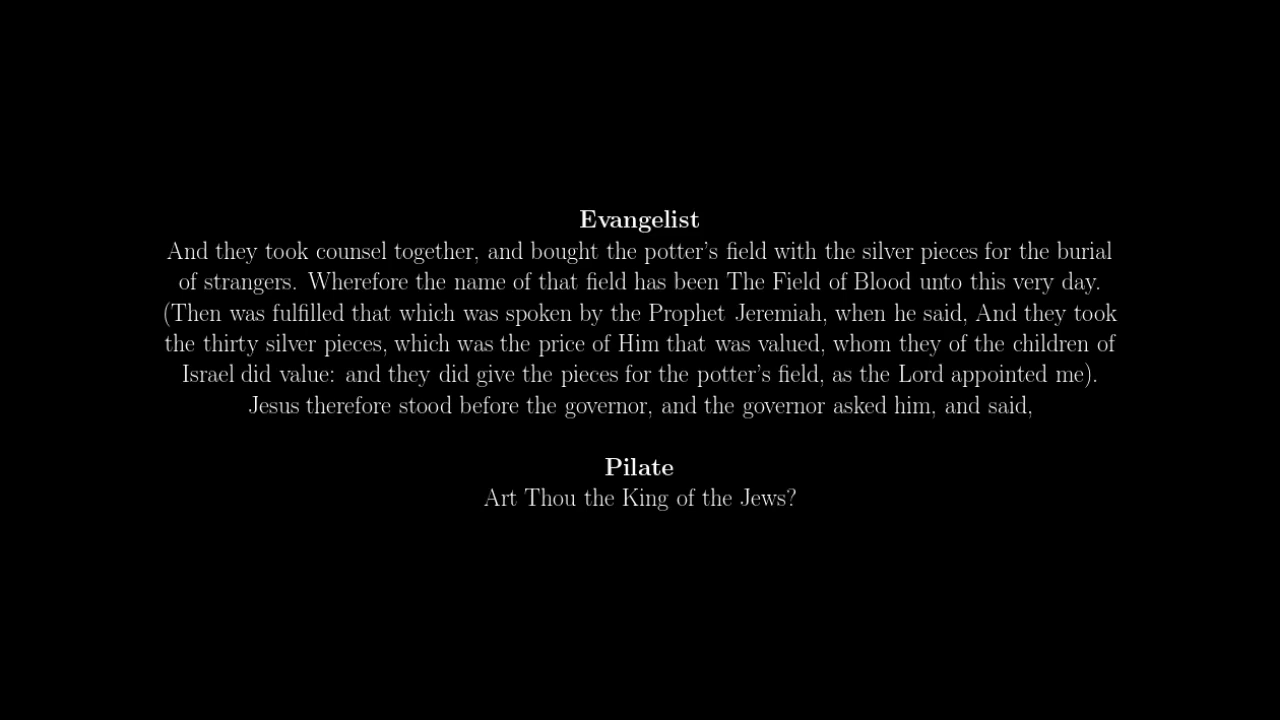 Evangelist
And they took counsel together, and bought the potter's field with the silver pieces for the burial
of strangers. Wherefore the name of that field has been The Field of Blood unto this very day.
(Then was fulfilled that which was spoken by the Prophet Jeremiah, when he said, And they took
the thirty silver pieces, which was the price of Him that was valued, whom they of the children of
Israel did value: and they did give the pieces for the potter's field, as the Lord appointed me).
Jesus therefore stood before the governor, and the governor asked him, and said,
Pilate
Art Thou the King of the Jews?